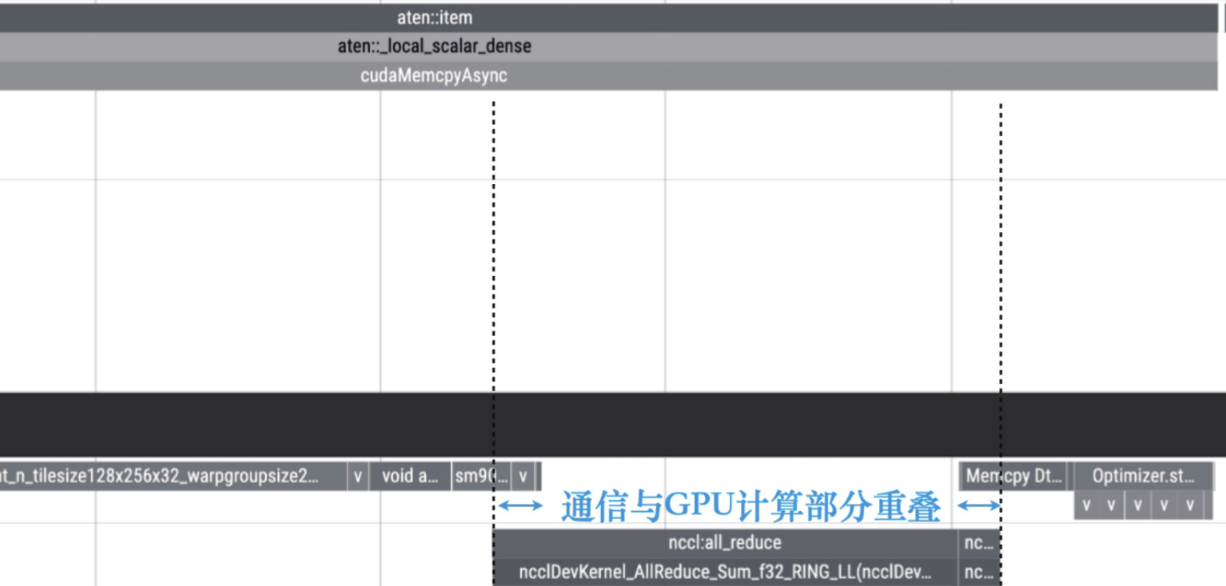 aten::item
aten::_local_scalar_dense
cudaMemcpyAsync
t_n_tilesize128x256x32_warpgroupsize2... v void a... sm90... v Memcpy Dt... Optimizer.st...
通信与GPU计算部分重叠 v v v v v
nccl:all_reduce nc...
ncclDevKernel_AllReduce_Sum_f32_RING_LL(ncclDev... nc...